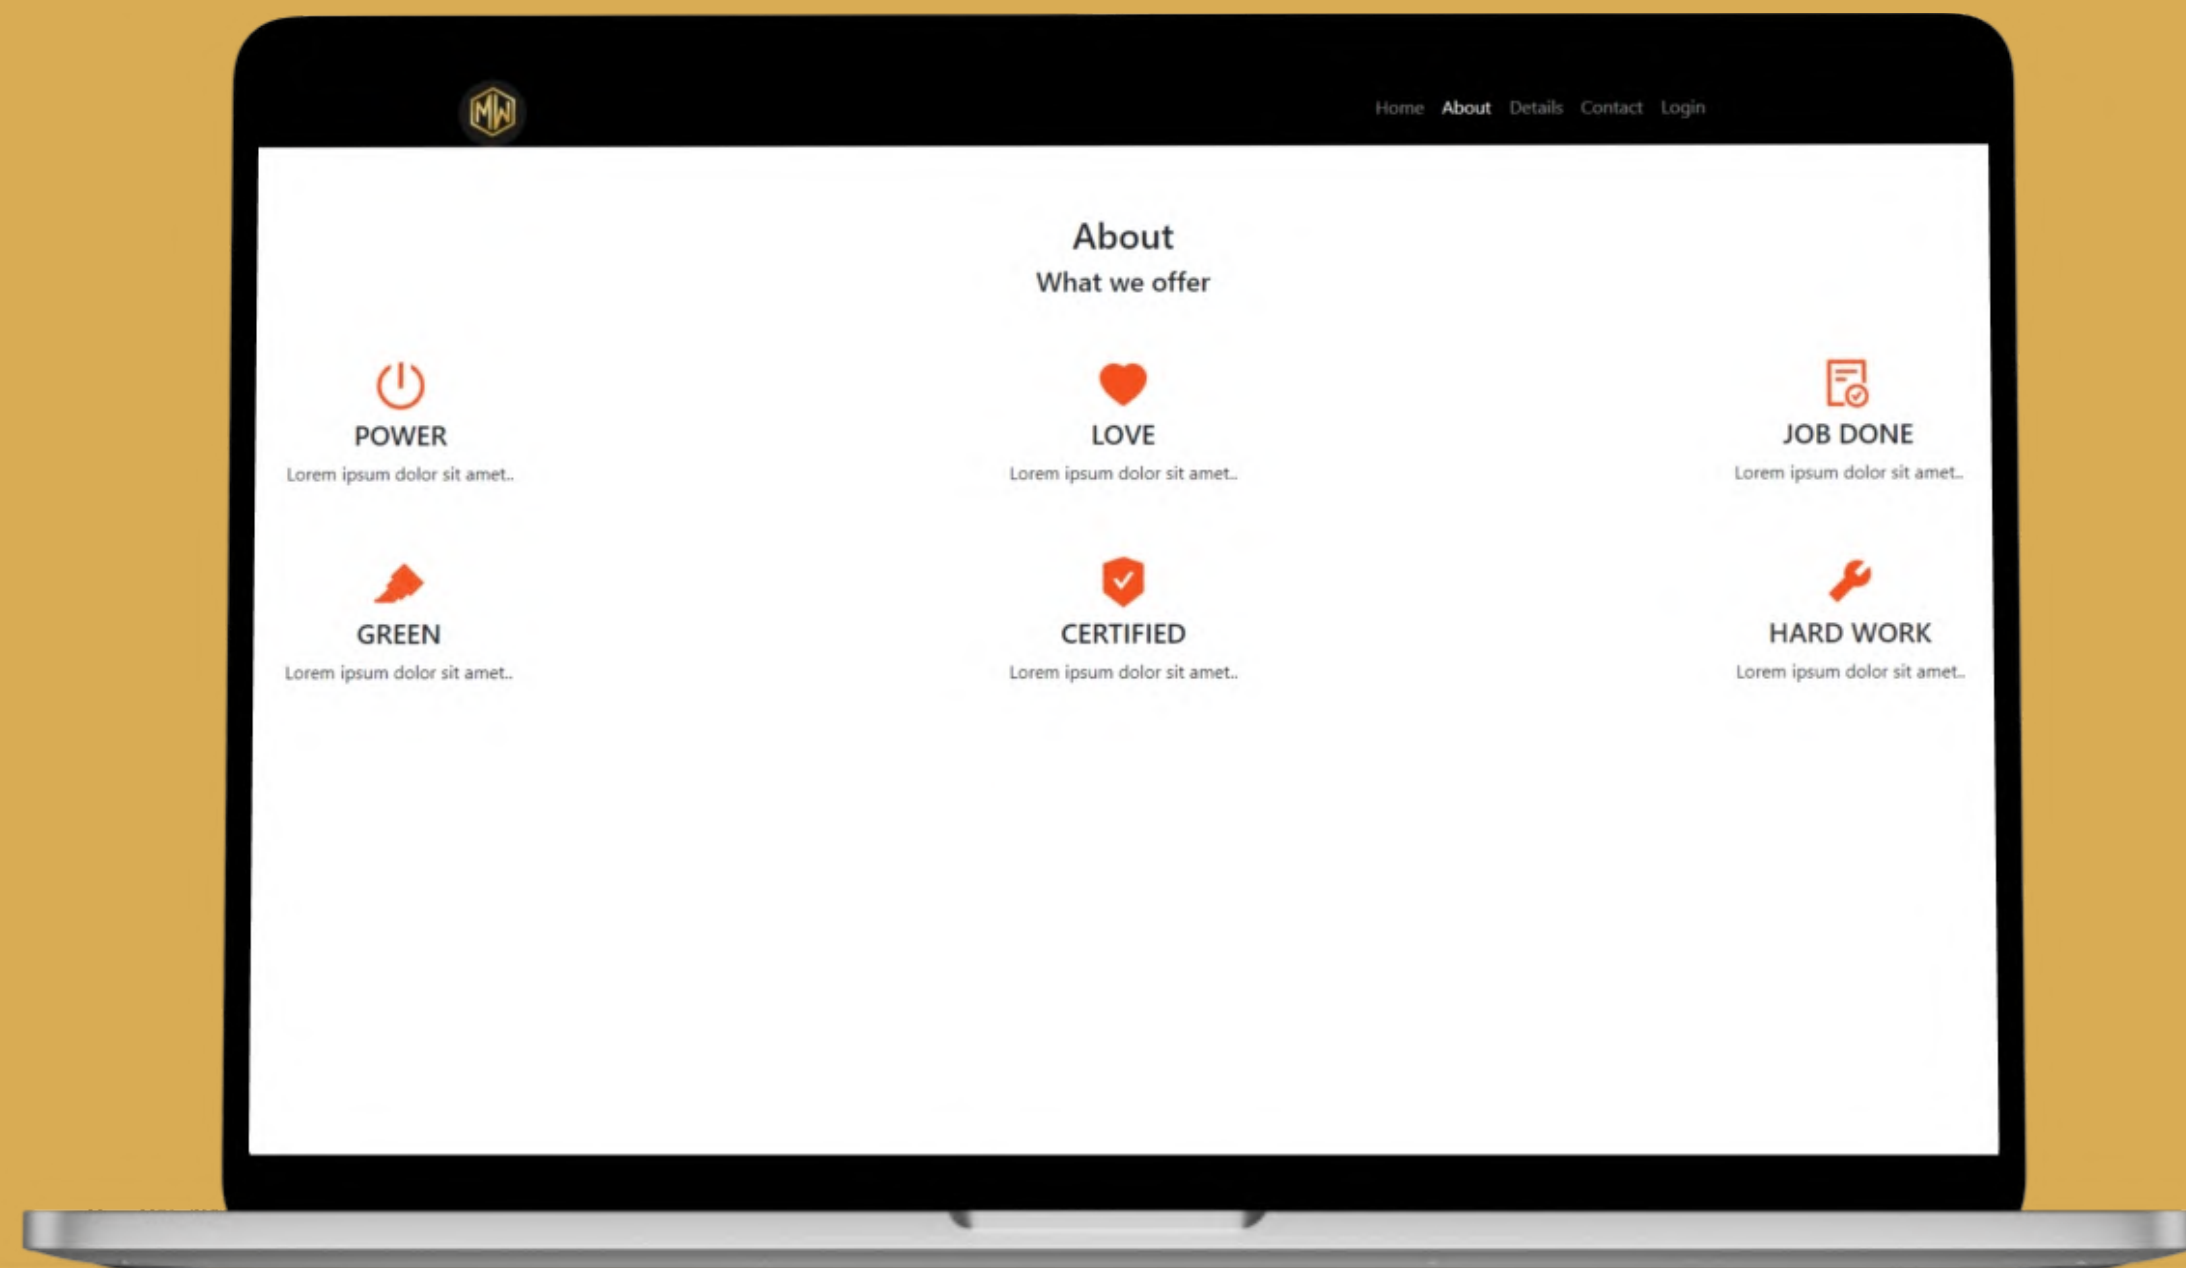 MW
Home About Details Contact Login
About
What we offer
POWER LOVE JOB DONE
Lorem ipsum dolor sit amet.. Lorem ipsum dolor sit amet.. Lorem ipsum dolor sit amet..
GREEN CERTIFIED HARD WORK
Lorem ipsum dolor sit amet.. Lorem ipsum dolor sit amet.. Lorem ipsum dolor sit amet..